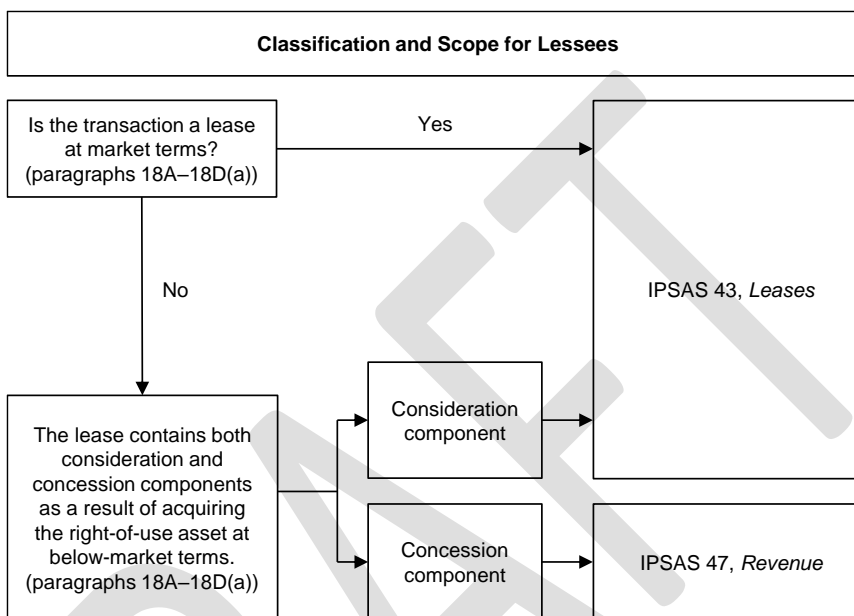 Classification and Scope for Lessees
Is the transaction a lease
at market terms?
(paragraphs 18A–18D(a))
Yes
No
IPSAS 43, Leases
The lease contains both
consideration and
concession components
as a result of acquiring
the right-of-use asset at
below-market terms.
(paragraphs 18A–18D(a))
Consideration
component
Concession
component
IPSAS 47, Revenue
DRAFT